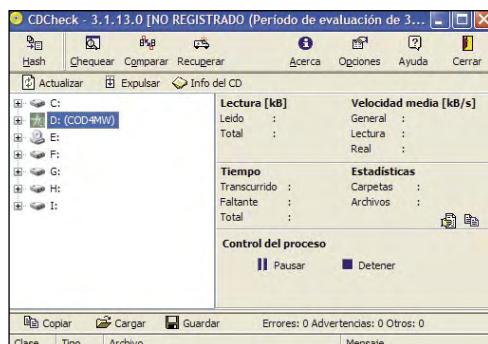 CDCheck - 3.1.13.0 [NO REGISTRADO (Período de evaluación de 3...
Hash Chequear Comparar Recuperar Acerca Opciones Ayuda Cerrar
Actualizar Expulsar Info del CD
C:
D: (COD4MW)
E:
F:
G:
H:
I:
Lectura [kB] Velocidad media [kB/s]
Leido : General :
Total : Lectura :
Real :
Tiempo Estadísticas
Transcurrido : Carpetas :
Faltante : Archivos :
Total :
Control del proceso
Pausar Detener
Copiar Cargar Guardar Errores: 0 Advertencias: 0 Otros: 0
Clase Tipo Archivo Mensaje